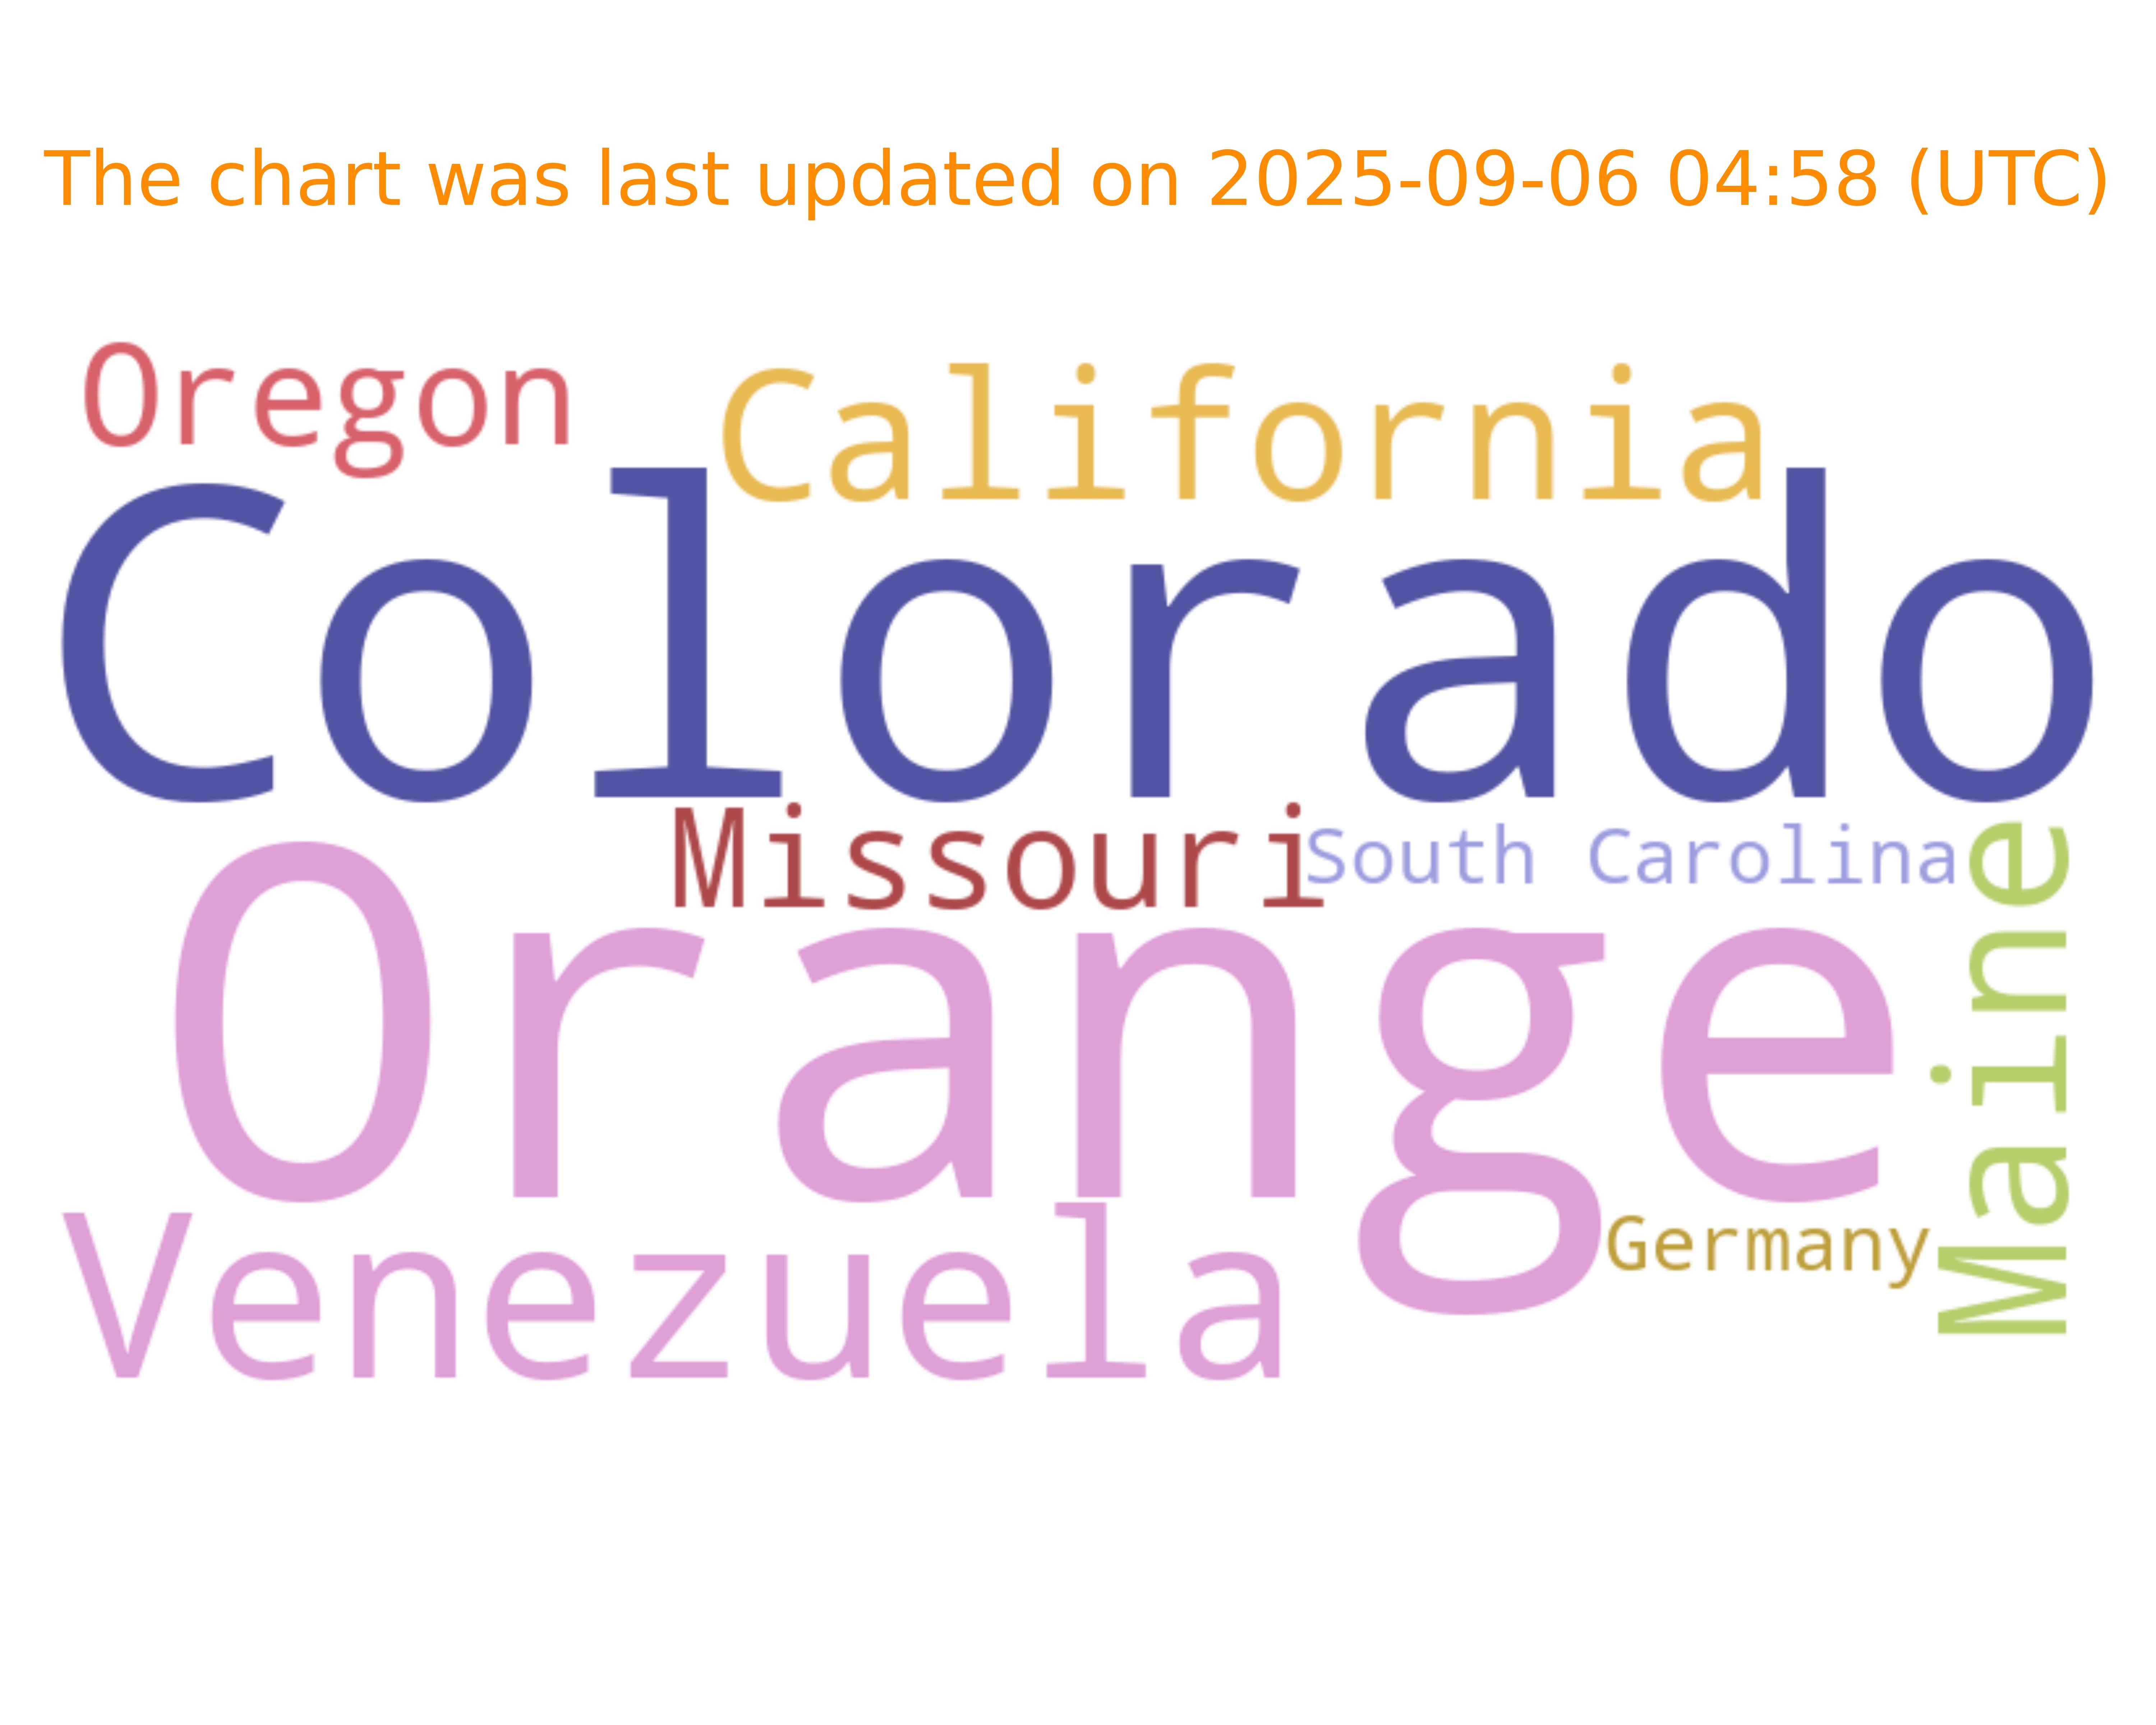 The chart was last updated on 2025-09-06 04:58 (UTC)
Oregon
California
Colorado
Missouri
South Carolina
Orange
Maine
Venezuela
Germany